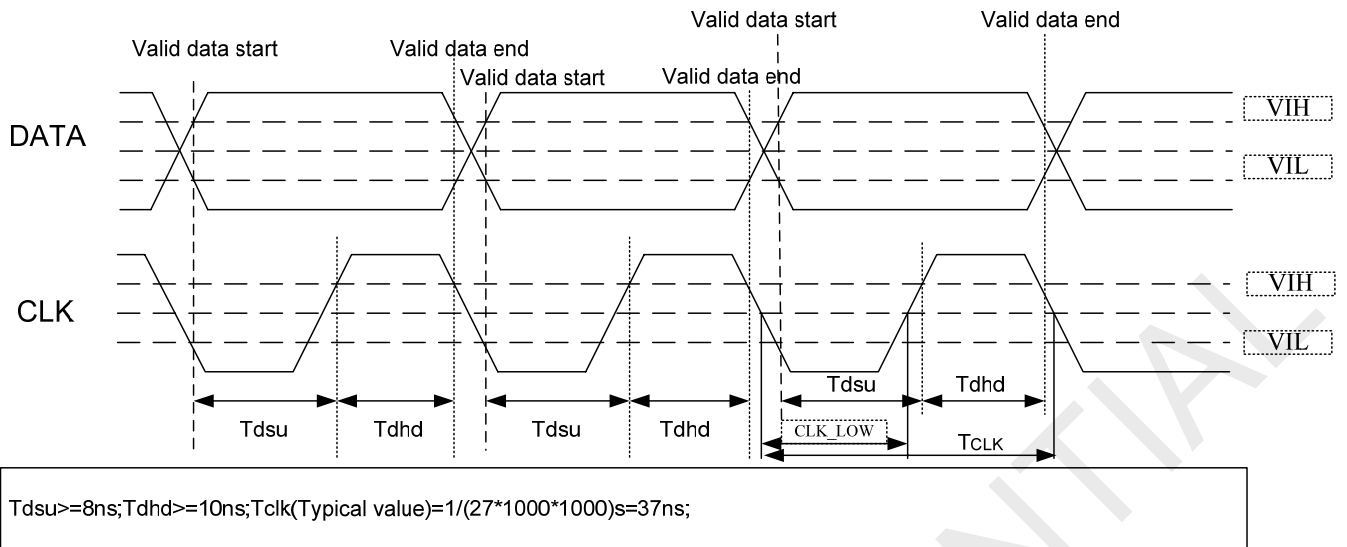 Valid data start
Valid data end
Valid data start
Valid data end
Valid data start
Valid data end
DATA
VIH
VIL
CLK
VIH
VIL
Tdsu
Tdhd
Tdsu
Tdhd
Tdsu
Tdhd
CLK_LOW
TCLK
Tdsu>=8ns;Tdhd>=10ns;Tclk(Typical value)=1/(27*1000*1000)s=37ns;
NTIAL